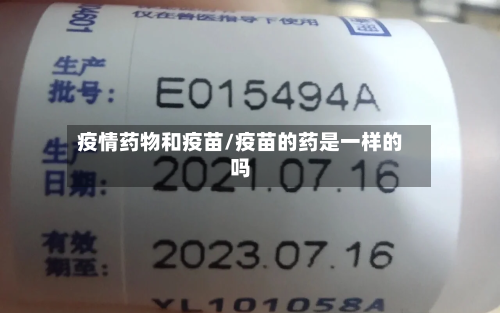 04601
仅在兽医指导下使用
生产
批号: E015494A
疫情药物和疫苗/疫苗的药是一样的
吗
生产
日期: 2021.07.16
有效
期至: 2023.07.16
YL101058A